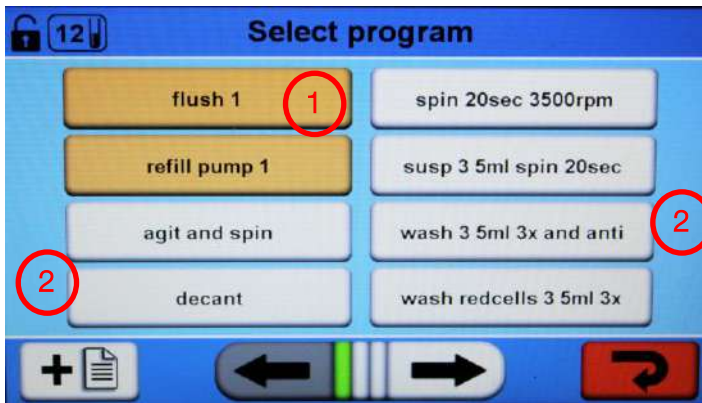 12
Select program
flush 1
1
spin 20sec 3500rpm
refill pump 1
susp 3 5ml spin 20sec
agit and spin
wash 3 5ml 3x and anti
2
2
decant
wash redcells 3 5ml 3x